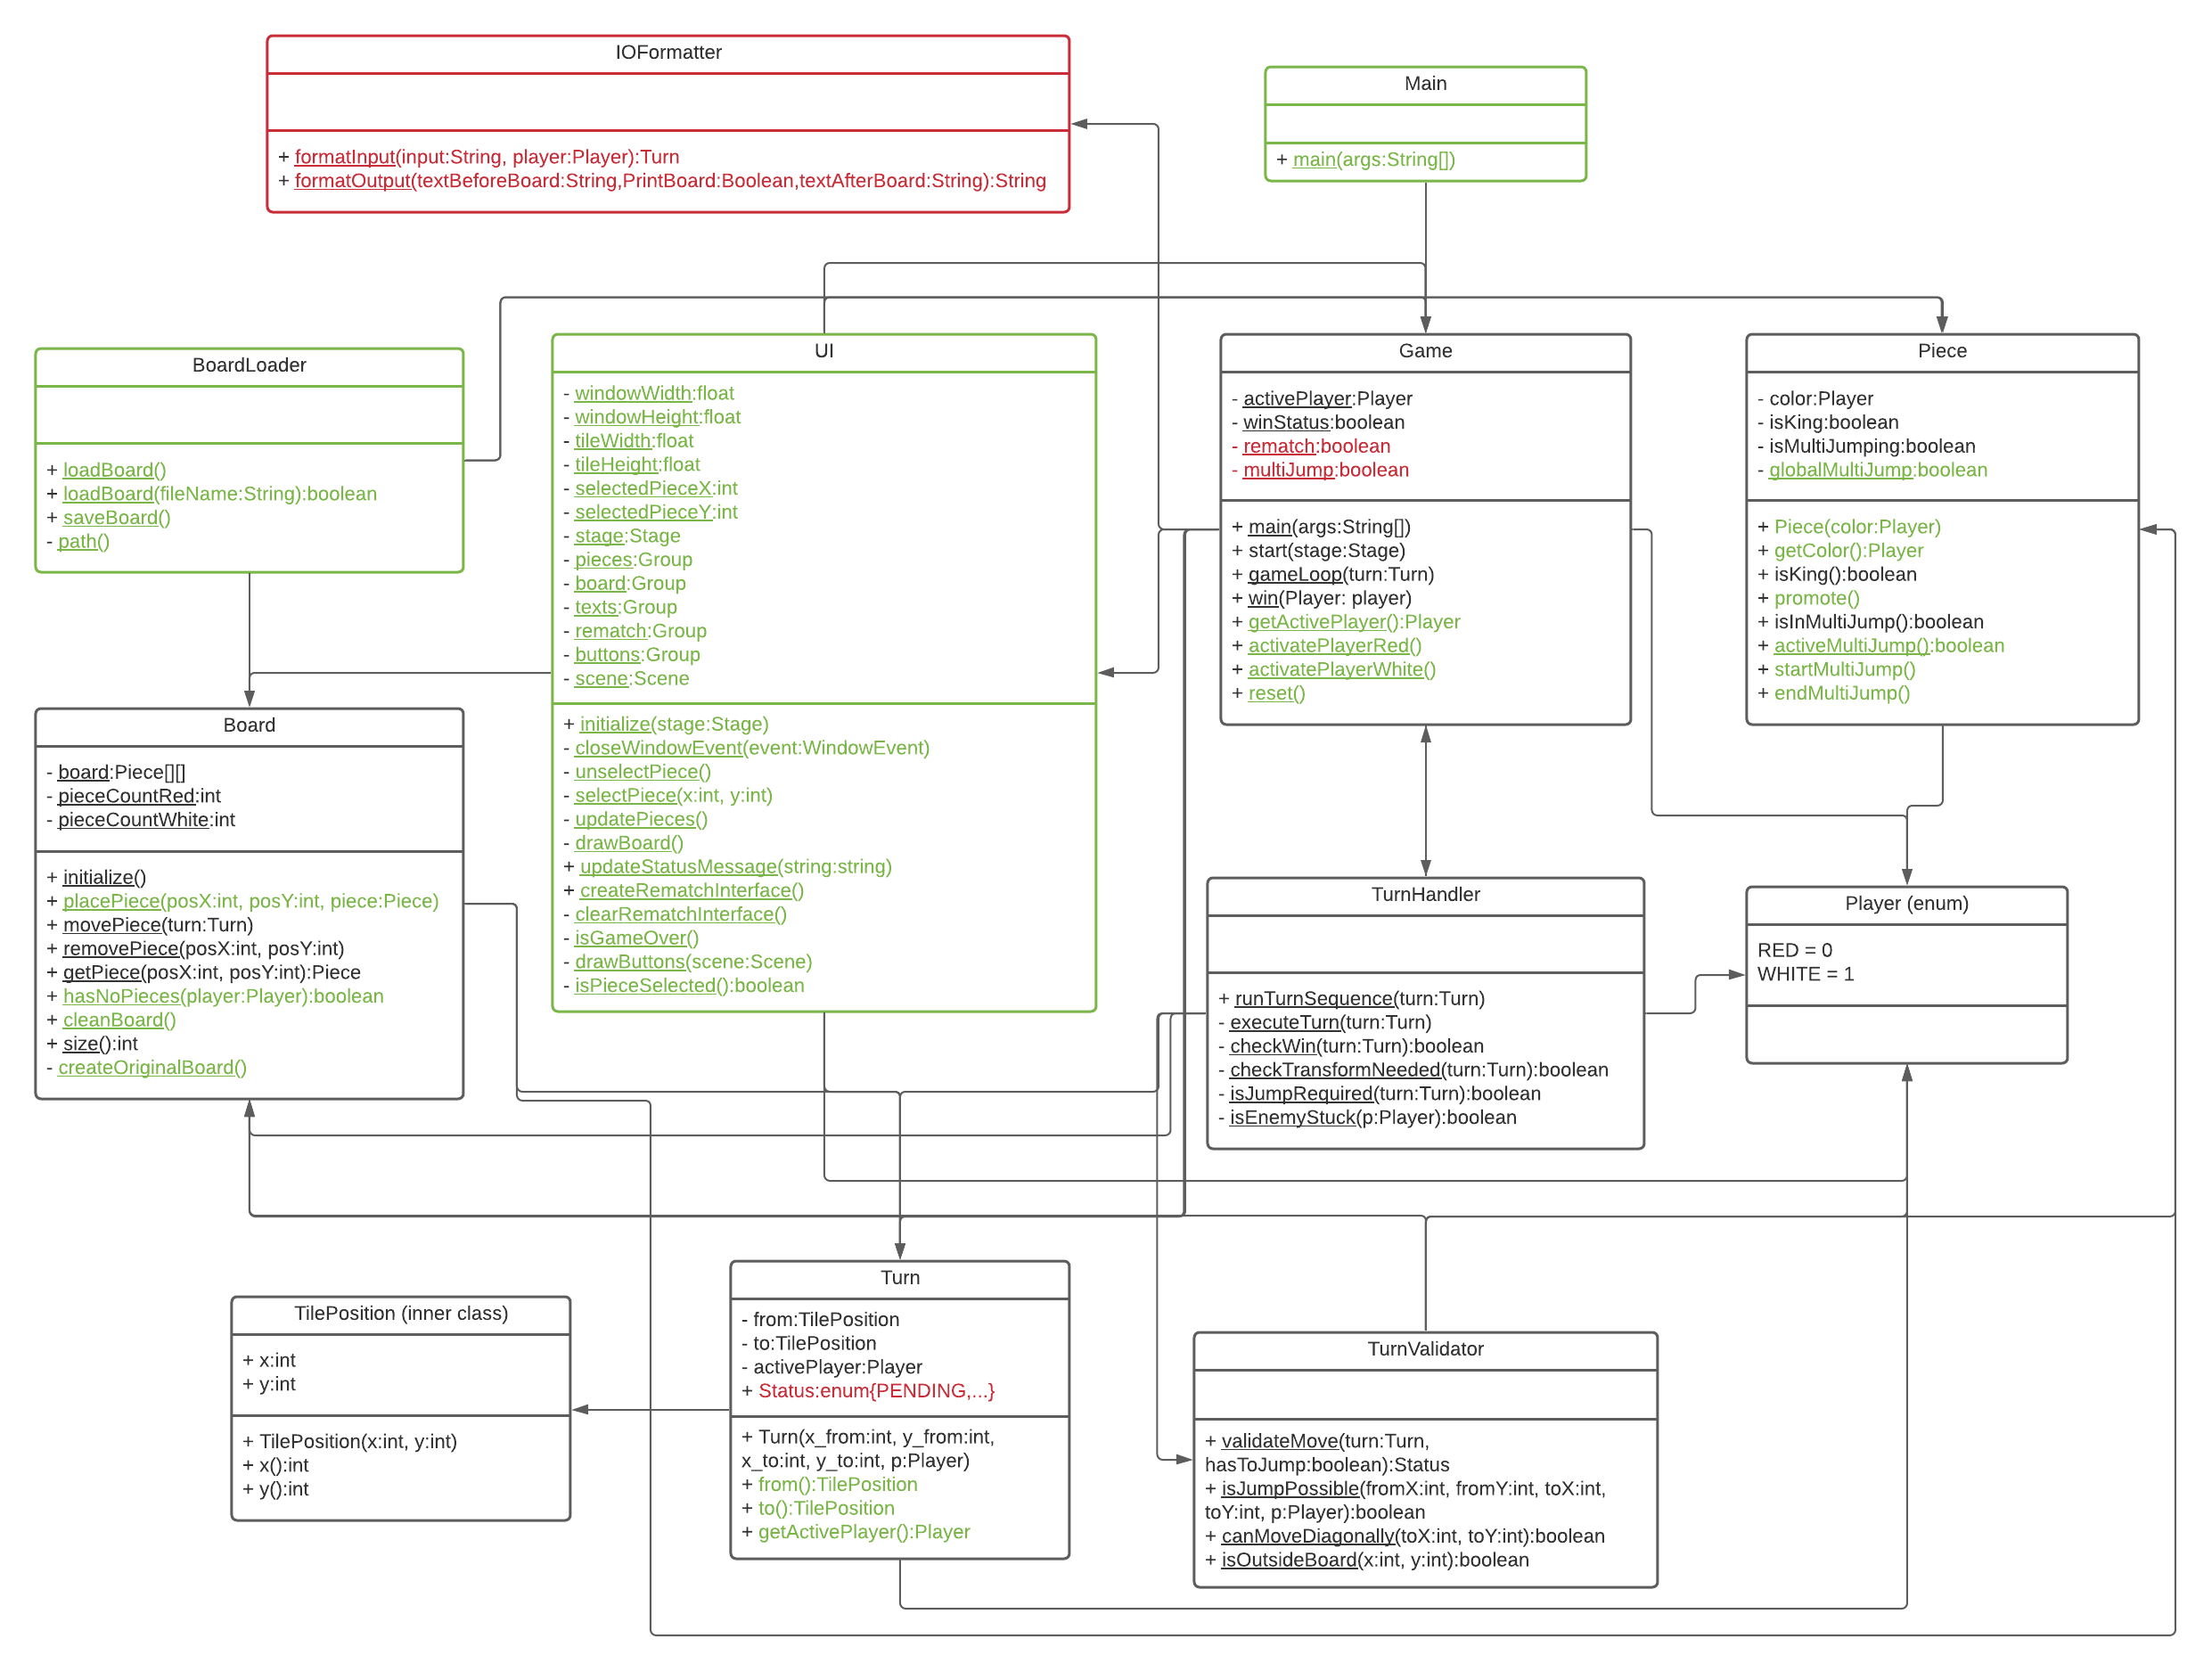 IOFormatter
+ formatInput(input:String, player:Player):Turn
+ formatOutput(textBeforeBoard:String,PrintBoard:Boolean,textAfterBoard:String):String
Main
+ main(args:String[])
BoardLoader
+ loadBoard()
+ loadBoard(fileName:String):boolean
+ saveBoard()
- path()
UI
- windowWidth:float
- windowHeight:float
- tileWidth:float
- tileHeight:float
- selectedPieceX:int
- selectedPieceY:int
- stage:Stage
- pieces:Group
- board:Group
- texts:Group
- rematch:Group
- buttons:Group
- scene:Scene
+ initialize(stage:Stage)
- closeWindowEvent(event:WindowEvent)
- unselectPiece()
- selectPiece(x:int, y:int)
- updatePieces()
- drawBoard()
+ updateStatusMessage(string:string)
+ createRematchInterface()
- clearRematchInterface()
- isGameOver()
- drawButtons(scene:Scene)
- isPieceSelected():boolean
Game
- activePlayer:Player
- winStatus:boolean
- rematch:boolean
- multiJump:boolean
+ main(args:String[])
+ start(stage:Stage)
+ gameLoop(turn:Turn)
+ win(Player: player)
+ getActivePlayer():Player
+ activatePlayerRed()
+ activatePlayerWhite()
+ reset()
Piece
- color:Player
- isKing:boolean
- isMultiJumping:boolean
- globalMultiJump:boolean
+ Piece(color:Player)
+ getColor():Player
+ isKing():boolean
+ promote()
+ isInMultiJump():boolean
+ activeMultiJump():boolean
+ startMultiJump()
+ endMultiJump()
Board
- board:Piece[][]
- pieceCountRed:int
- pieceCountWhite:int
+ initialize()
+ placePiece(posX:int, posY:int, piece:Piece)
+ movePiece(turn:Turn)
+ removePiece(posX:int, posY:int)
+ getPiece(posX:int, posY:int):Piece
+ hasNoPieces(player:Player):boolean
+ cleanBoard()
+ size():int
- createOriginalBoard()
TurnHandler
+ runTurnSequence(turn:Turn)
- executeTurn(turn:Turn)
- checkWin(turn:Turn):boolean
- checkTransformNeeded(turn:Turn):boolean
- isJumpRequired(turn:Turn):boolean
- isEnemyStuck(p:Player):boolean
Player (enum)
RED = 0
WHITE = 1
TilePosition (inner class)
+ x:int
+ y:int
+ TilePosition(x:int, y:int)
+ x():int
+ y():int
Turn
- from:TilePosition
- to:TilePosition
- activePlayer:Player
+ Status:enum{PENDING,...}
+ Turn(x_from:int, y_from:int,
x_to:int, y_to:int, p:Player)
+ from():TilePosition
+ to():TilePosition
+ getActivePlayer():Player
TurnValidator
+ validateMove(turn:Turn,
hasToJump:boolean):Status
+ isJumpPossible(fromX:int, fromY:int, toX:int,
toY:int, p:Player):boolean
+ canMoveDiagonally(toX:int, toY:int):boolean
+ isOutsideBoard(x:int, y:int):boolean